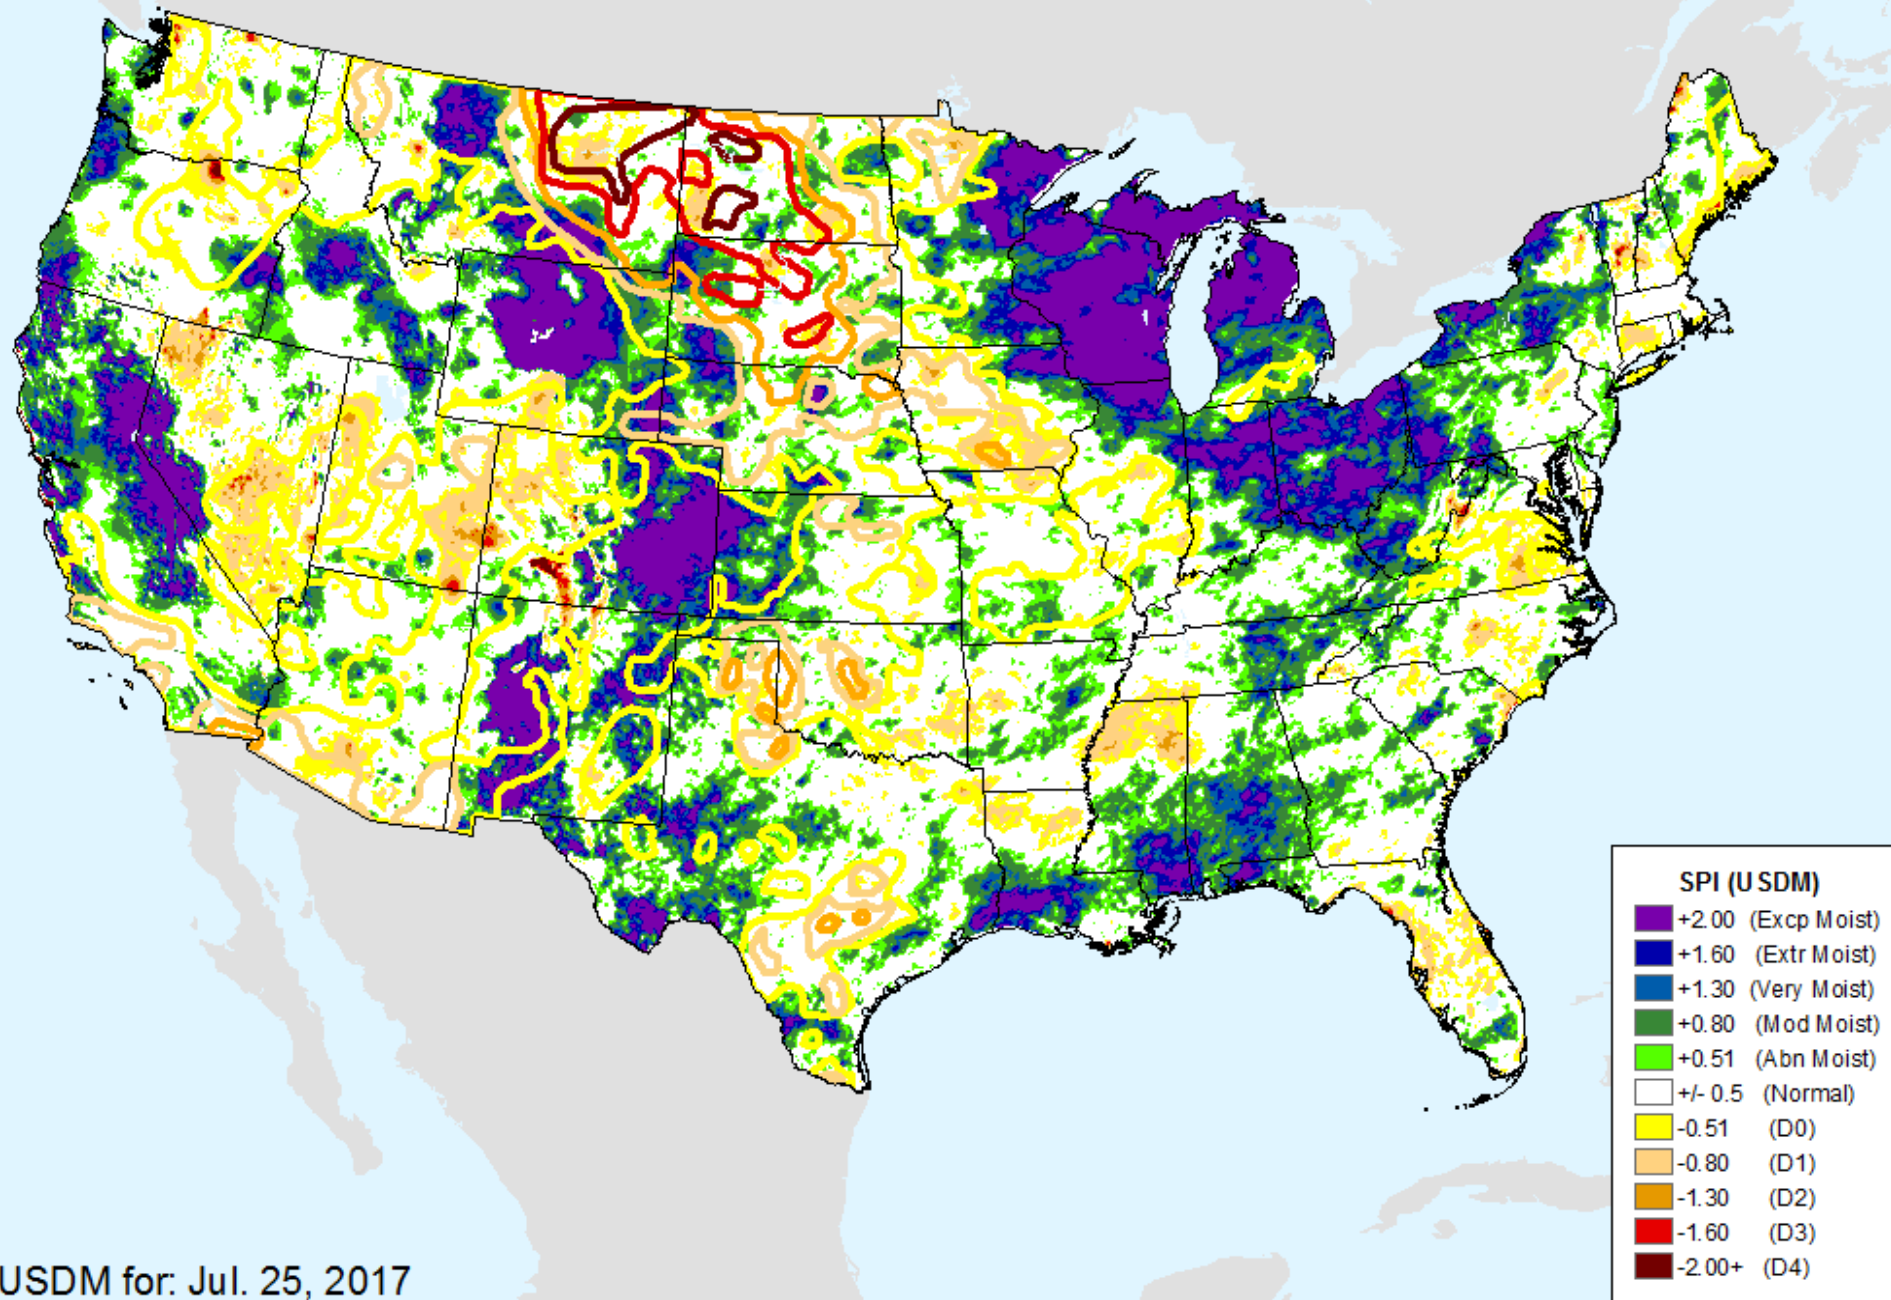 SPI (USDM)
+2.00 (Excp Moist)
+1.60 (Extr Moist)
+1.30 (Very Moist)
+0.80 (Mod Moist)
+0.51 (Abn Moist)
+/- 0.5 (Normal)
-0.51 (D0)
-0.80 (D1)
-1.30 (D2)
-1.60 (D3)
-2.00+ (D4)
USDM for: Jul. 25, 2017